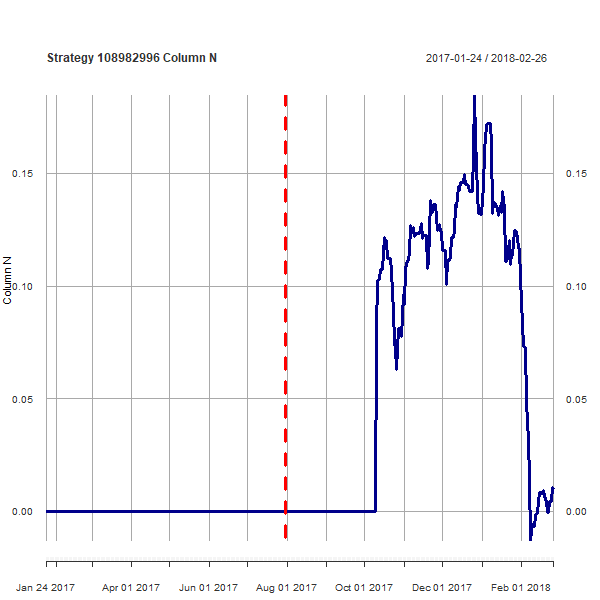 Strategy 108982996 Column N
2017-01-24 / 2018-02-26
0.15
0.15
0.10
0.10
Column N
0.05
0.05
0.00
0.00
Jan 24 2017
Apr 01 2017
Jun 01 2017
Aug 01 2017
Oct 01 2017
Dec 01 2017
Feb 01 2018